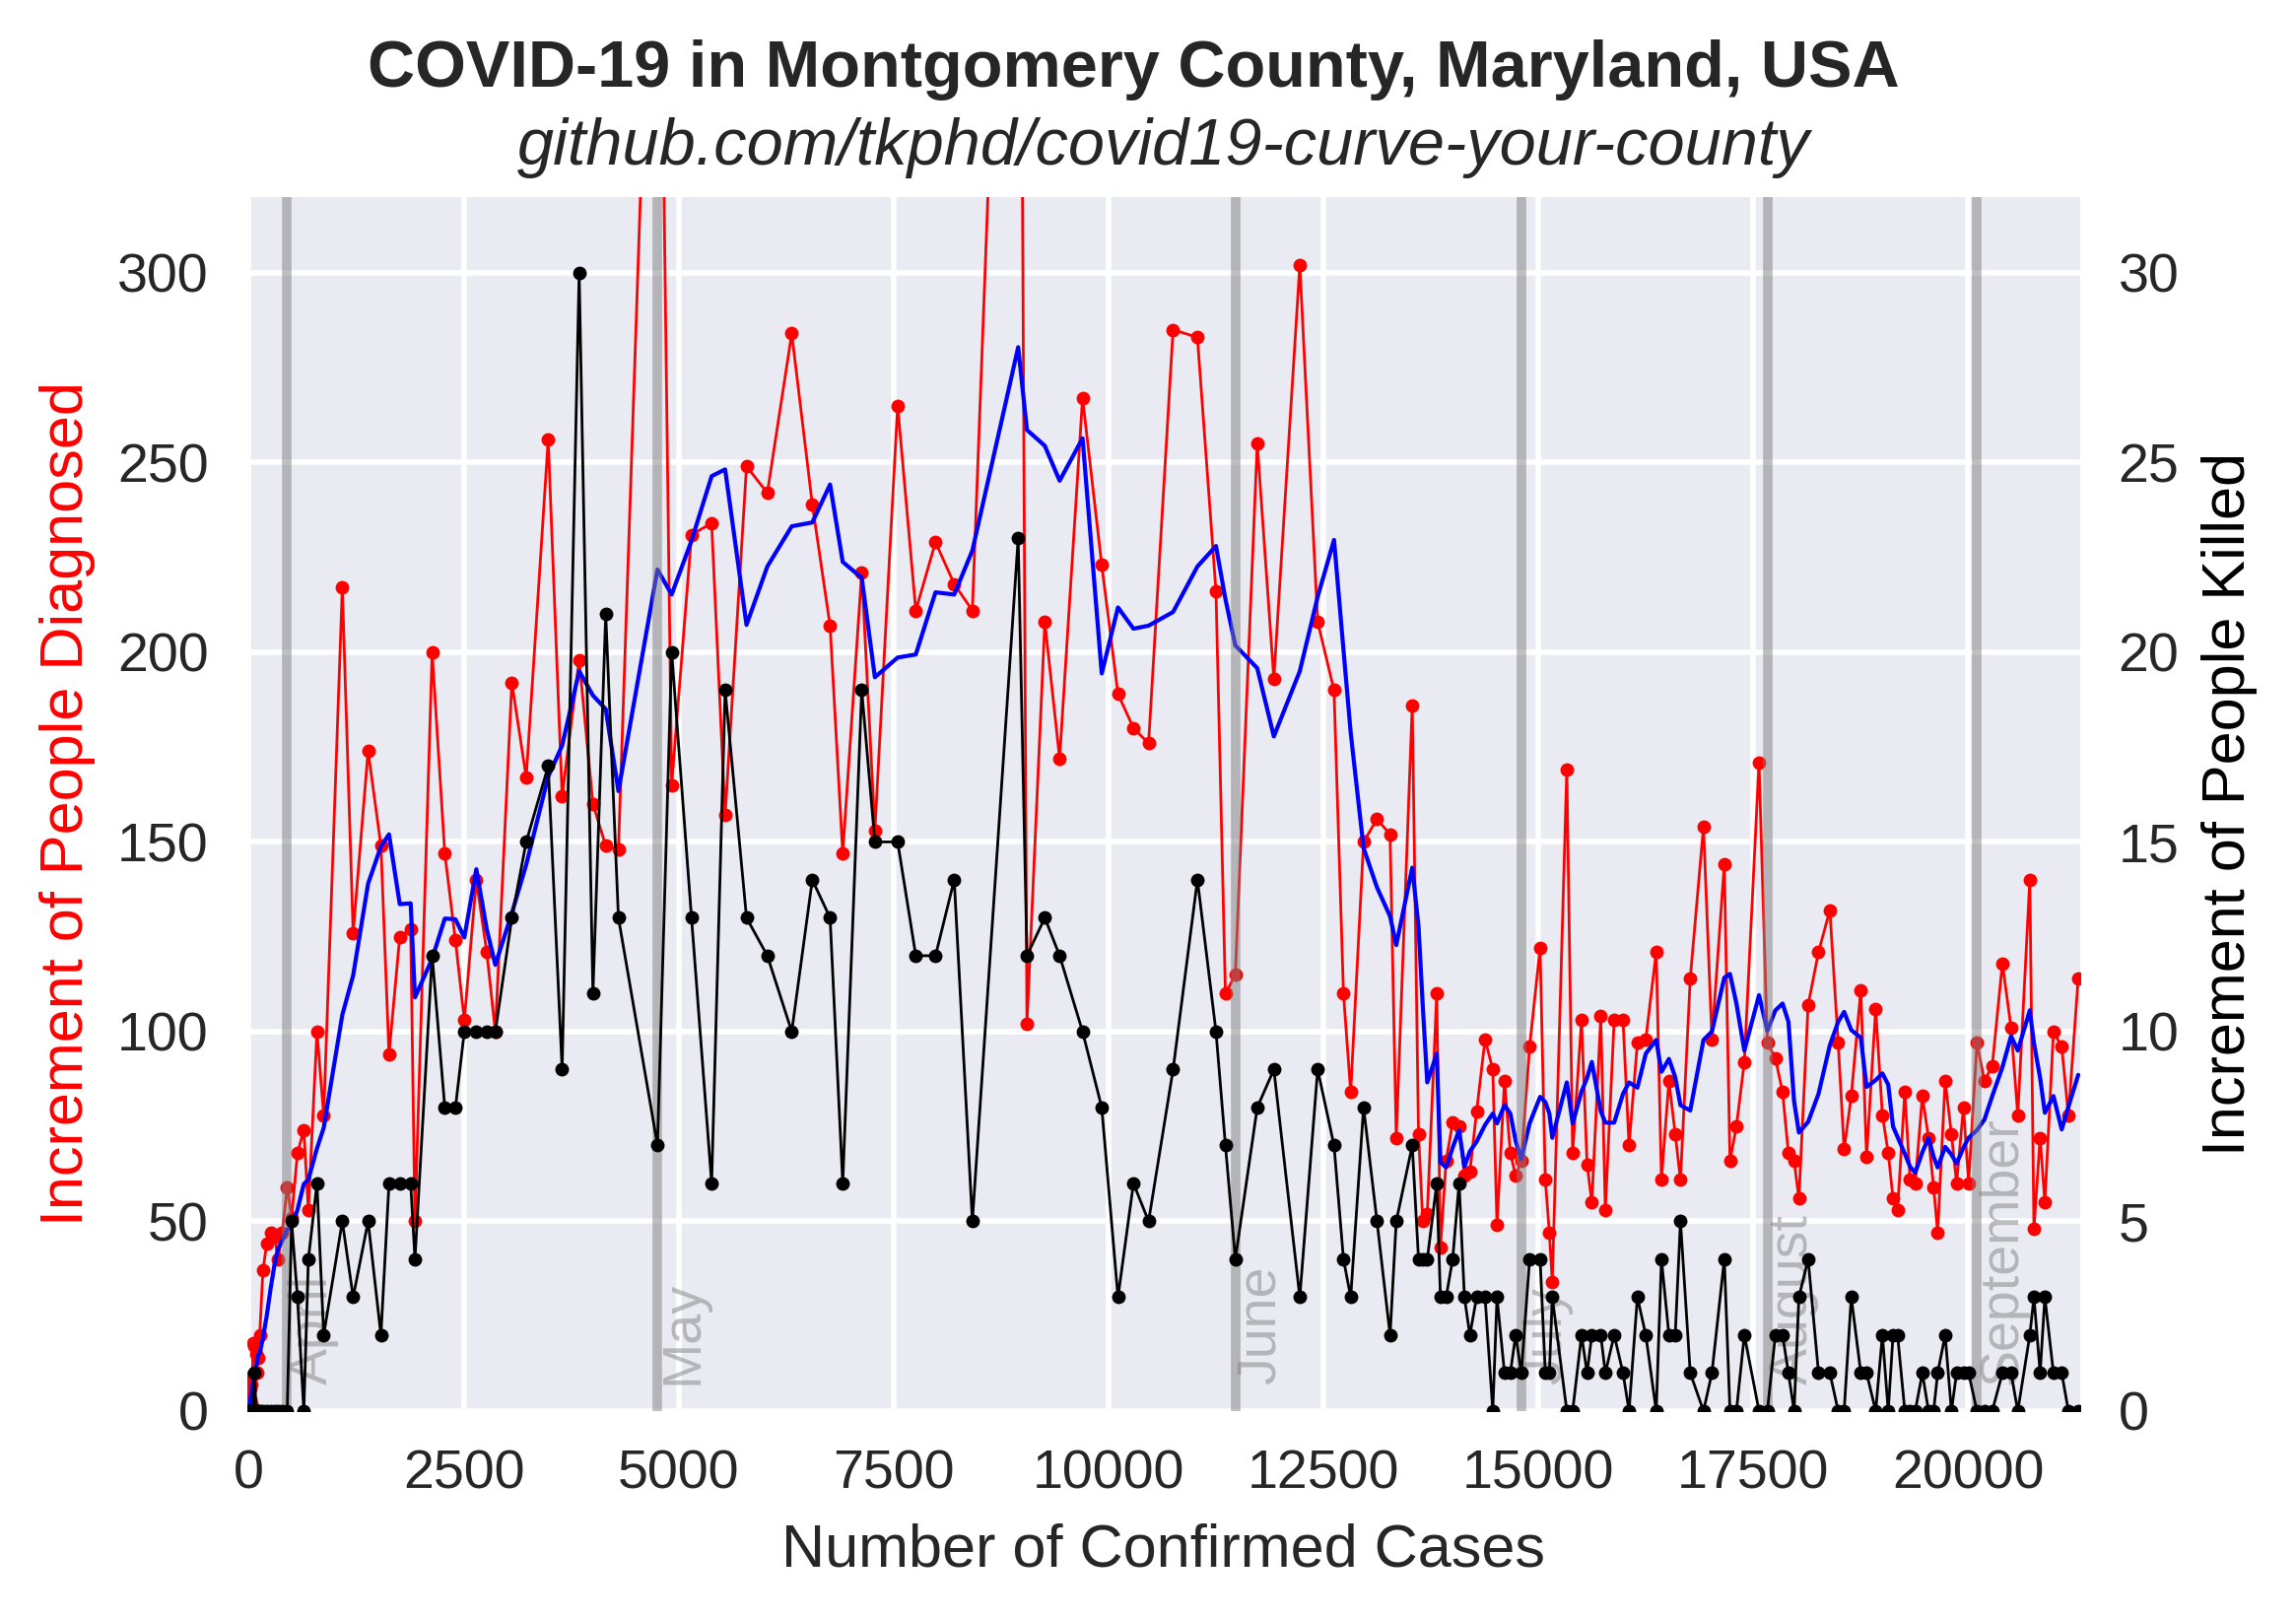 COVID-19 in Montgomery County, Maryland, USA
github.com/tkphd/covid19-curve-your-county
Increment of People Diagnosed
300
250
200
150
100
50
0
30
25
20
15
10
5
0
Increment of People Killed
April
May
June
July
August
September
0 2500 5000 7500 10000 12500 15000 17500 20000
Number of Confirmed Cases